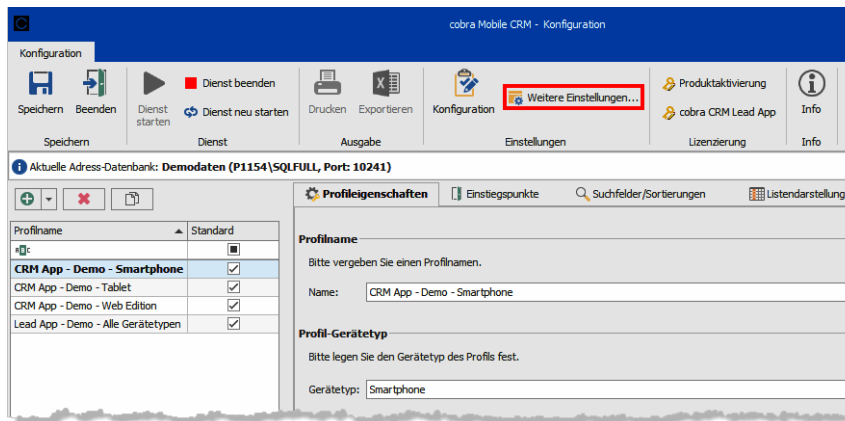 cobra Mobile CRM - Konfiguration
Konfiguration
Speichern
Beenden
Dienst starten
Dienst beenden
Dienst neu starten
Drucken
Exportieren
Konfiguration
Weitere Einstellungen...
Produktaktivierung
cobra CRM Lead App
Info
Speichern
Dienst
Ausgabe
Einstellungen
Lizenzierung
Info
Aktuelle Adress-Datenbank: Demodaten (P1154\SQLFULL, Port: 10241)
Profileigenschaften
Einstiegspunkte
Suchfelder/Sortierungen
Listendarstellung
Profilname
Standard
CRM App - Demo - Smartphone
CRM App - Demo - Tablet
CRM App - Demo - Web Edition
Lead App - Demo - Alle Gerätetypen
Profilname
Bitte vergeben Sie einen Profilnamen.
Name: CRM App - Demo - Smartphone
Profil-Gerätetyp
Bitte legen Sie den Gerätetyp des Profils fest.
Gerätetyp: Smartphone